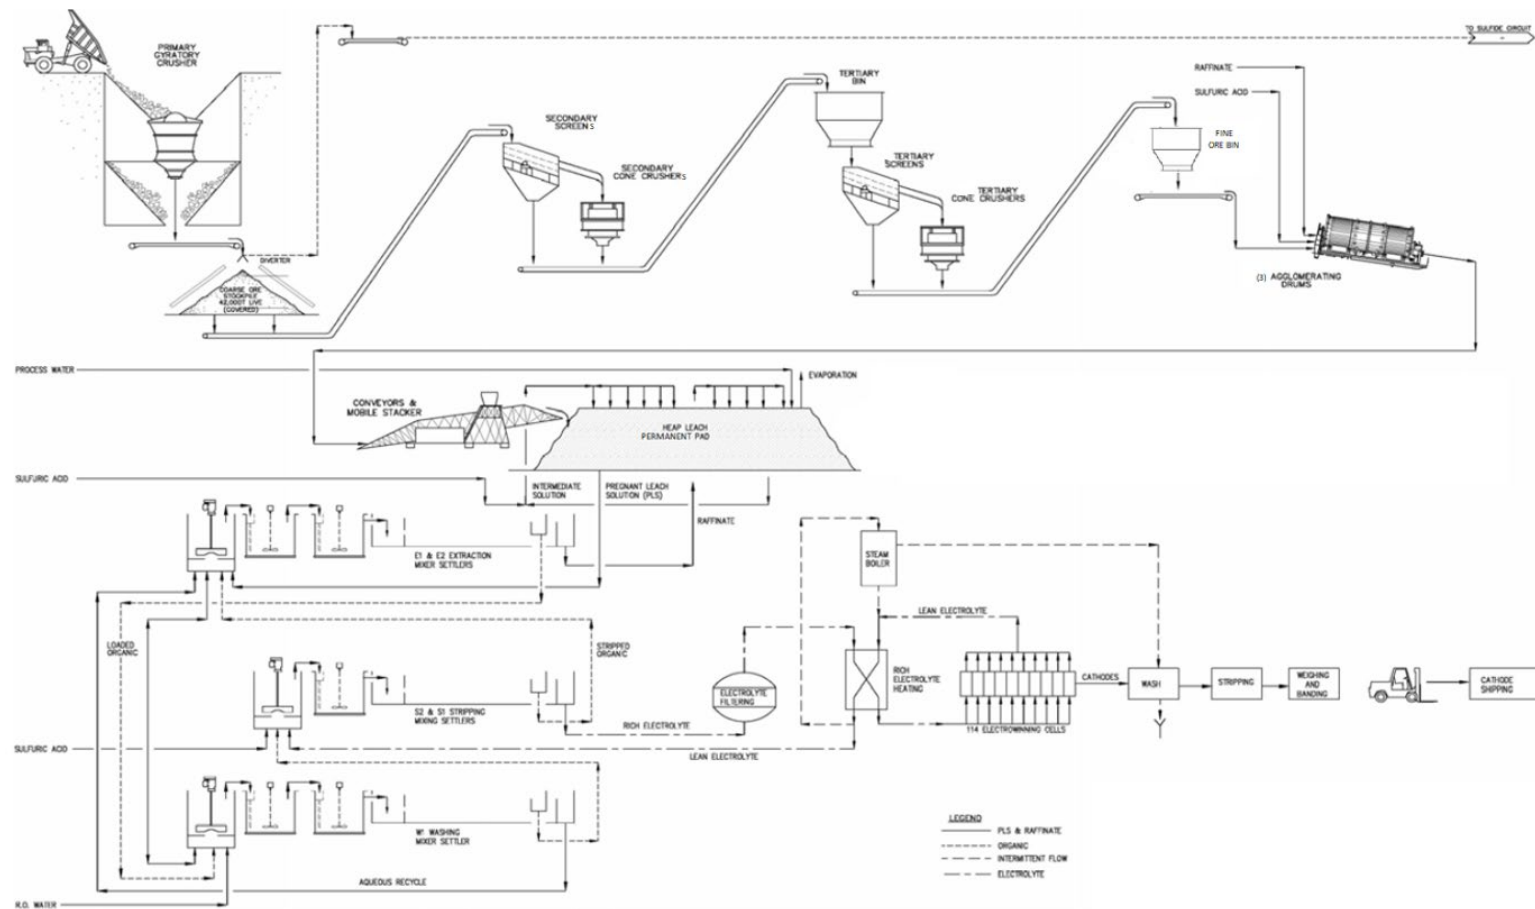 PRIMARY
GYRATORY
CRUSHER
TO SULFIDE CIRCUIT
DIVERTER
COARSE ORE
STOCKPILE
42,000T LIVE
(COVERED)
SECONDARY
SCREENS
SECONDARY
CONE CRUSHERS
TERTIARY
BIN
TERTIARY
SCREENS
TERTIARY
CONE CRUSHERS
RAFFINATE
SULFURIC ACID
FINE
ORE BIN
(3) AGGLOMERATING
DRUMS
PROCESS WATER
EVAPORATION
CONVEYORS &
MOBILE STACKER
HEAP LEACH
PERMANENT PAD
SULFURIC ACID
INTERMEDIATE
SOLUTION
PREGNANT LEACH
SOLUTION (PLS)
RAFFINATE
E1 & E2 EXTRACTION
MIXER SETTLERS
STEAM
BOILER
LEAN ELECTROLYTE
LOADED
ORGANIC
STRIPPED
ORGANIC
ELECTROLYTE
FILTERING
RICH
ELECTROLYTE
HEATING
CATHODES
WASH
STRIPPING
WEIGHING
AND
BANDING
CATHODE
SHIPPING
S2 & S1 STRIPPING
MIXING SETTLERS
RICH ELECTROLYTE
114 ELECTROWINNING CELLS
SULFURIC ACID
LEAN ELECTROLYTE
W1 WASHING
MIXER SETTLER
AQUEOUS RECYCLE
R.O. WATER
LEGEND
PLS & RAFFINATE
ORGANIC
INTERMITTENT FLOW
ELECTROLYTE